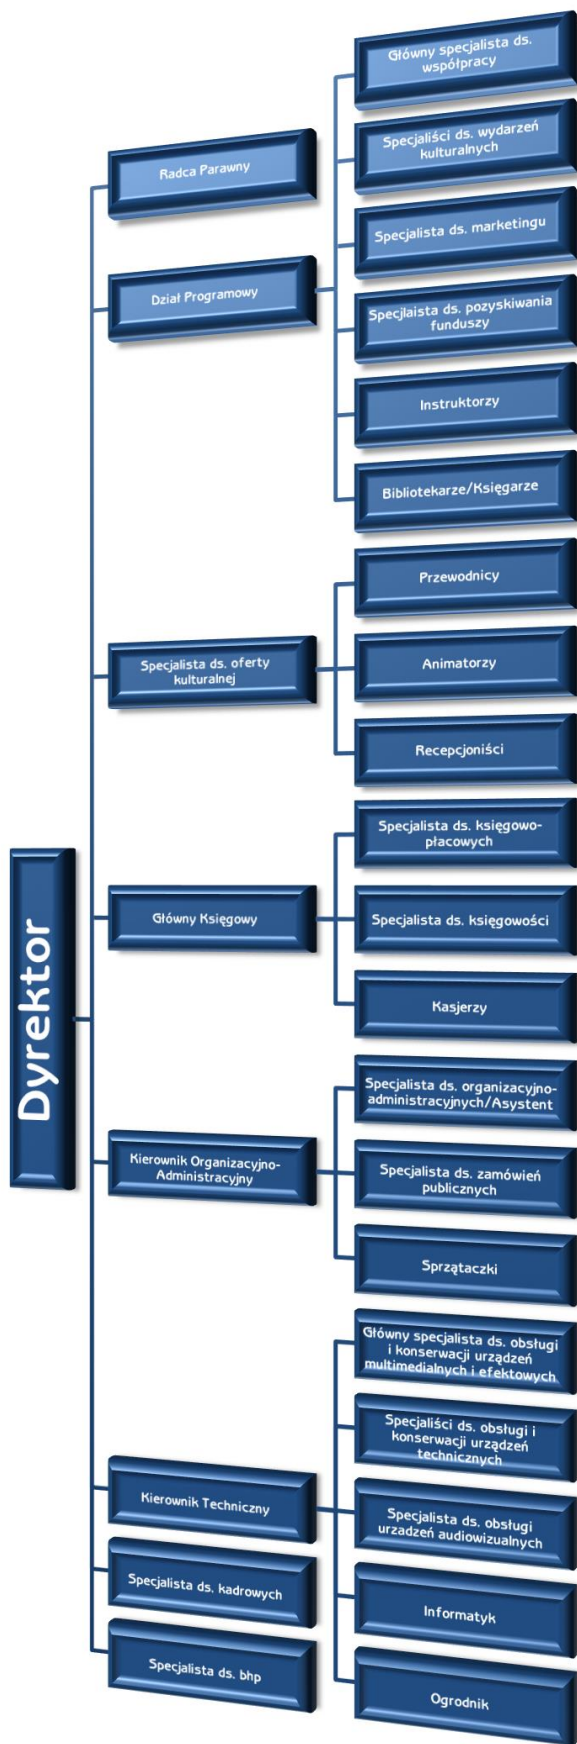 Dyrektor
Radca Parawny
Dział Programowy
Główny specjalista ds.
współpracy
Specjaliści ds. wydarzeń
kulturalnych
Specjalista ds. marketingu
Specjlaista ds. pozyskiwania
funduszy
Instruktorzy
Bibliotekarze/Księgarze
Specjalista ds. oferty
kulturalnej
Przewodnicy
Animatorzy
Recepcjoniści
Główny Księgowy
Specjalista ds. księgowo-
płacowych
Specjalista ds. księgowości
Kasjerzy
Kierownik Organizacyjno-
Administracyjny
Specjalista ds. organizacyjno-
administracyjnych/Asystent
Specjalista ds. zamówień
publicznych
Sprzątaczki
Kierownik Techniczny
Główny specjalista ds. obsługi
i konserwacji urządzeń
multimedialnych i efektowych
Specjaliści ds. obsługi i
konserwacji urządzeń
technicznych
Specjalista ds. obsługi
urzadzeń audiowizualnych
Informatyk
Ogrodnik
Specjalista ds. kadrowych
Specjalista ds. bhp